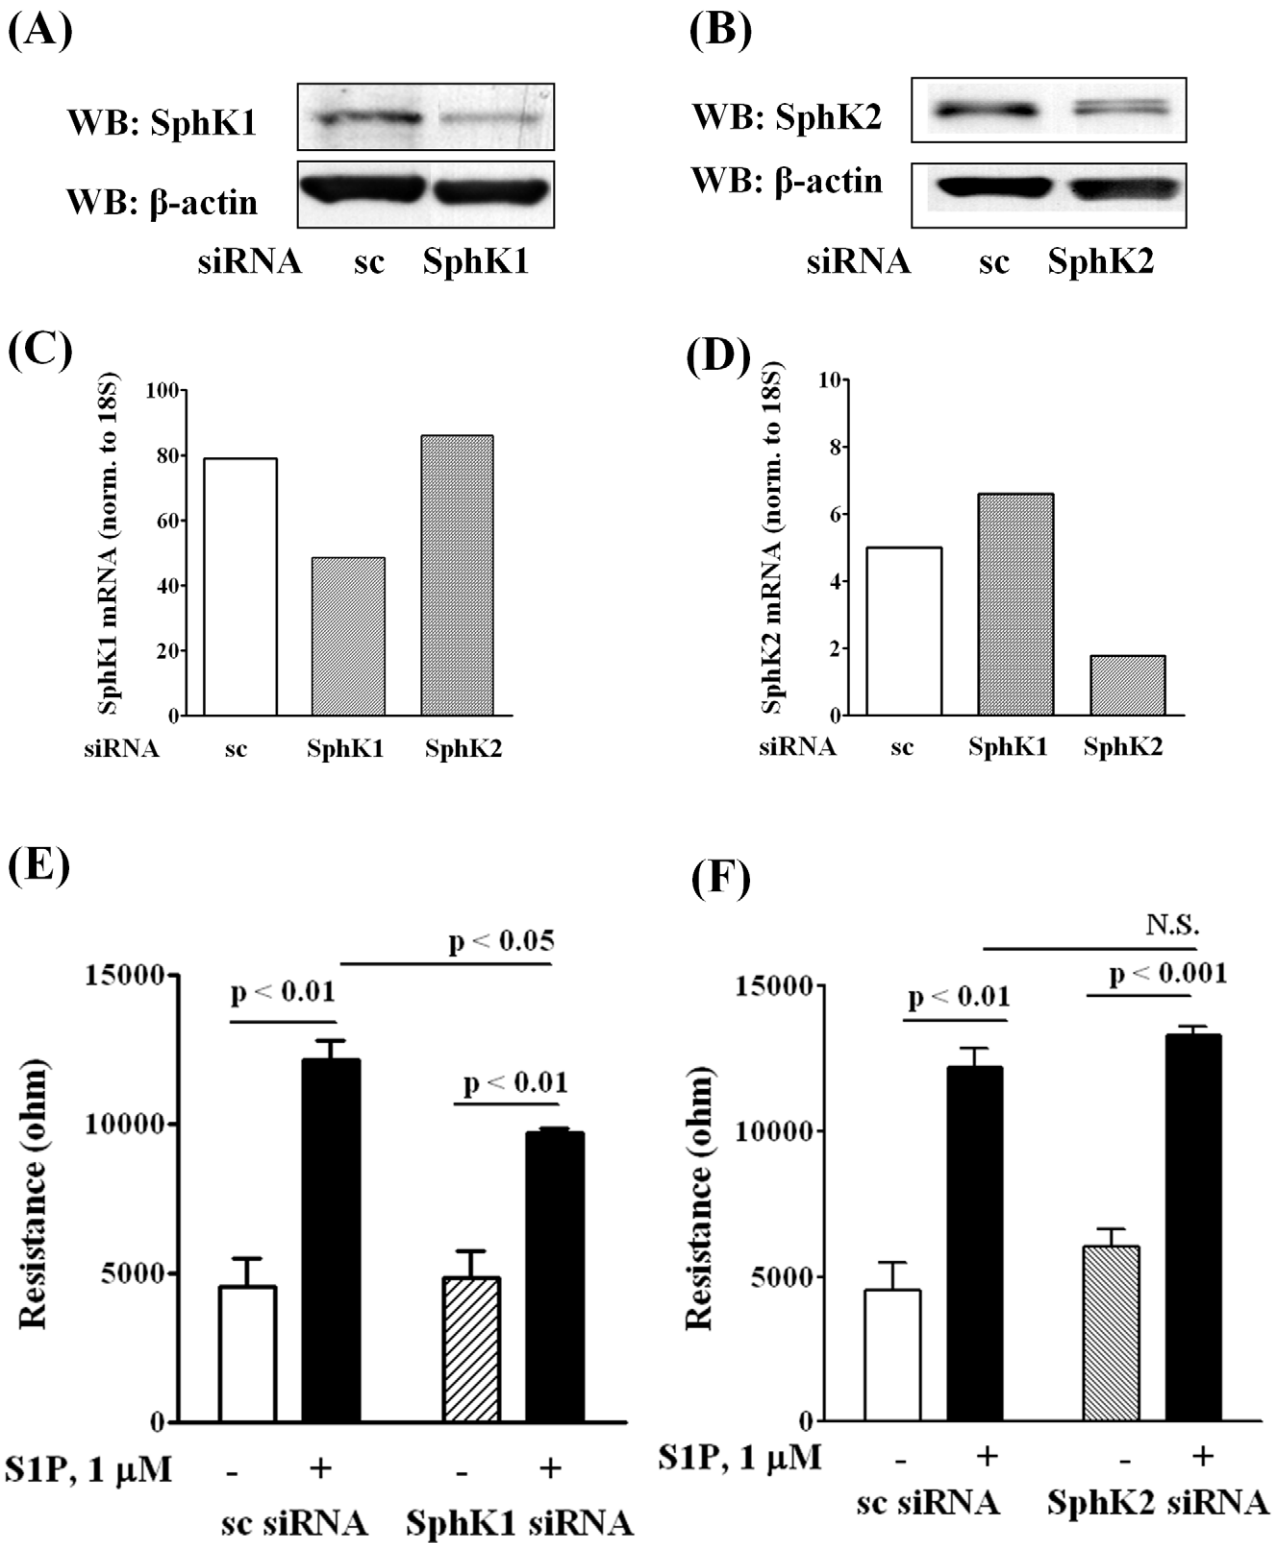 (A)
WB: SphK1
WB: β-actin
siRNA sc SphK1
(B)
WB: SphK2
WB: β-actin
siRNA sc SphK2
(C)
SphK1 mRNA (norm. to 18S)
100
80
60
40
20
0
siRNA sc SphK1 SphK2
(D)
SphK2 mRNA (norm. to 18S)
10
8
6
4
2
0
siRNA sc SphK1 SphK2
(E)
p < 0.05
p < 0.01
p < 0.01
Resistance (ohm)
15000
10000
5000
0
S1P, 1 μM - + - +
sc siRNA SphK1 siRNA
(F)
N.S.
p < 0.001
p < 0.01
Resistance (ohm)
15000
10000
5000
0
S1P, 1 μM - + - +
sc siRNA SphK2 siRNA